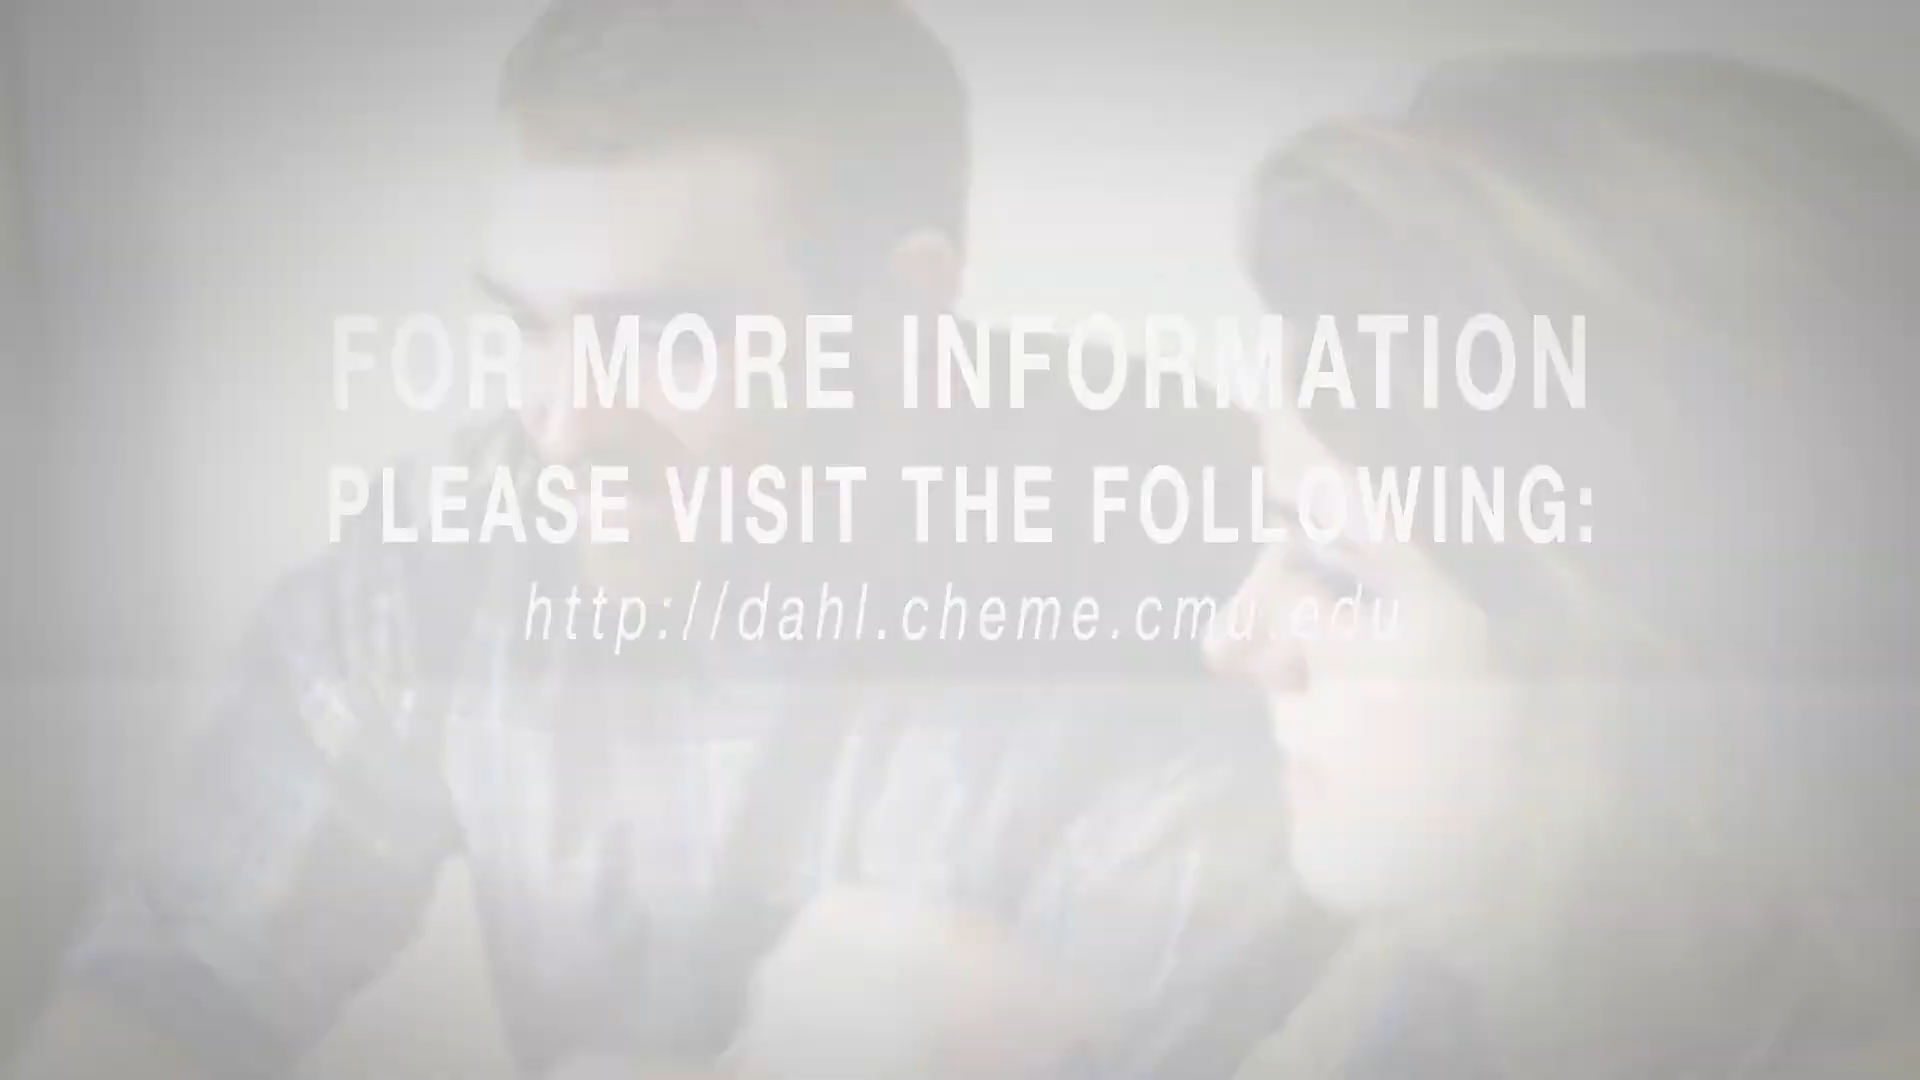 FOR MORE INFORMATION
PLEASE VISIT THE FOLLOWING:
http://dahl.cheme.cmu.edu